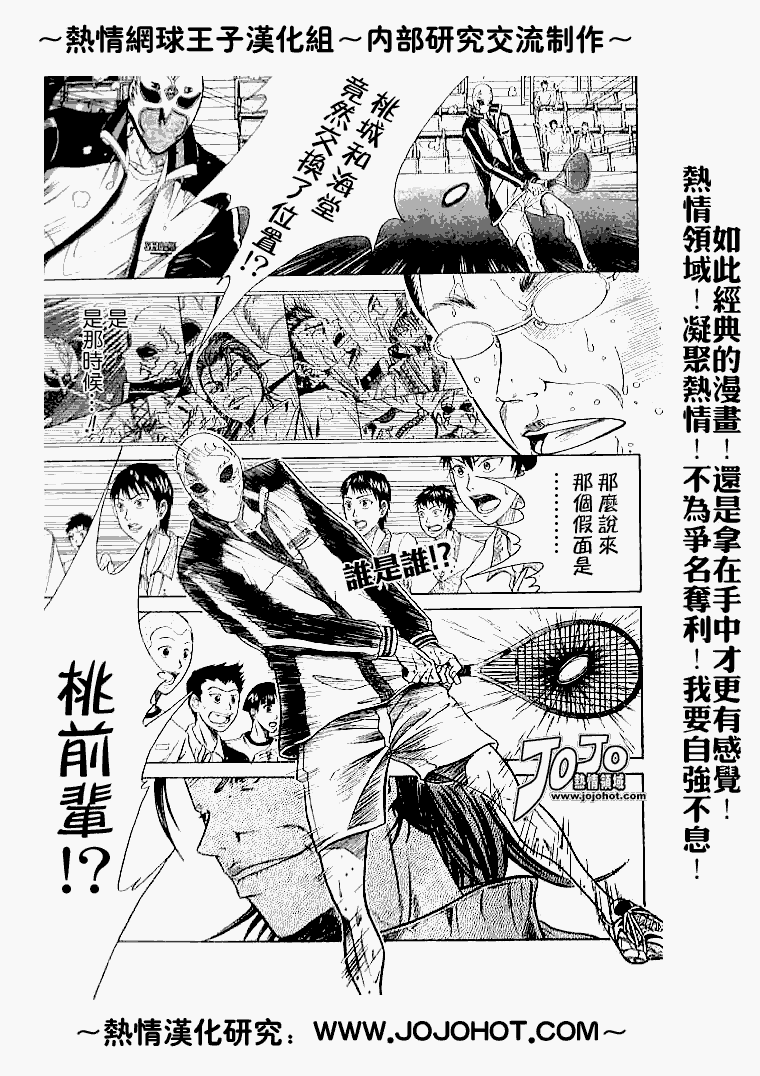 ～熱情網球王子漢化組～内部研究交流制作～
桃城和海堂
竟然交換了位置!?
是…
是那時候…!
那麼說來
那個假面是
…………
誰是誰!?
桃前輩!?
JOJO
熱情領域
www.jojohot.com
如此經典的漫畫！還是拿在手中才更有感覺！
熱情領域！凝聚熱情！不為爭名奪利！我要自強不息！
～熱情漢化研究：WWW.JOJOHOT.COM～